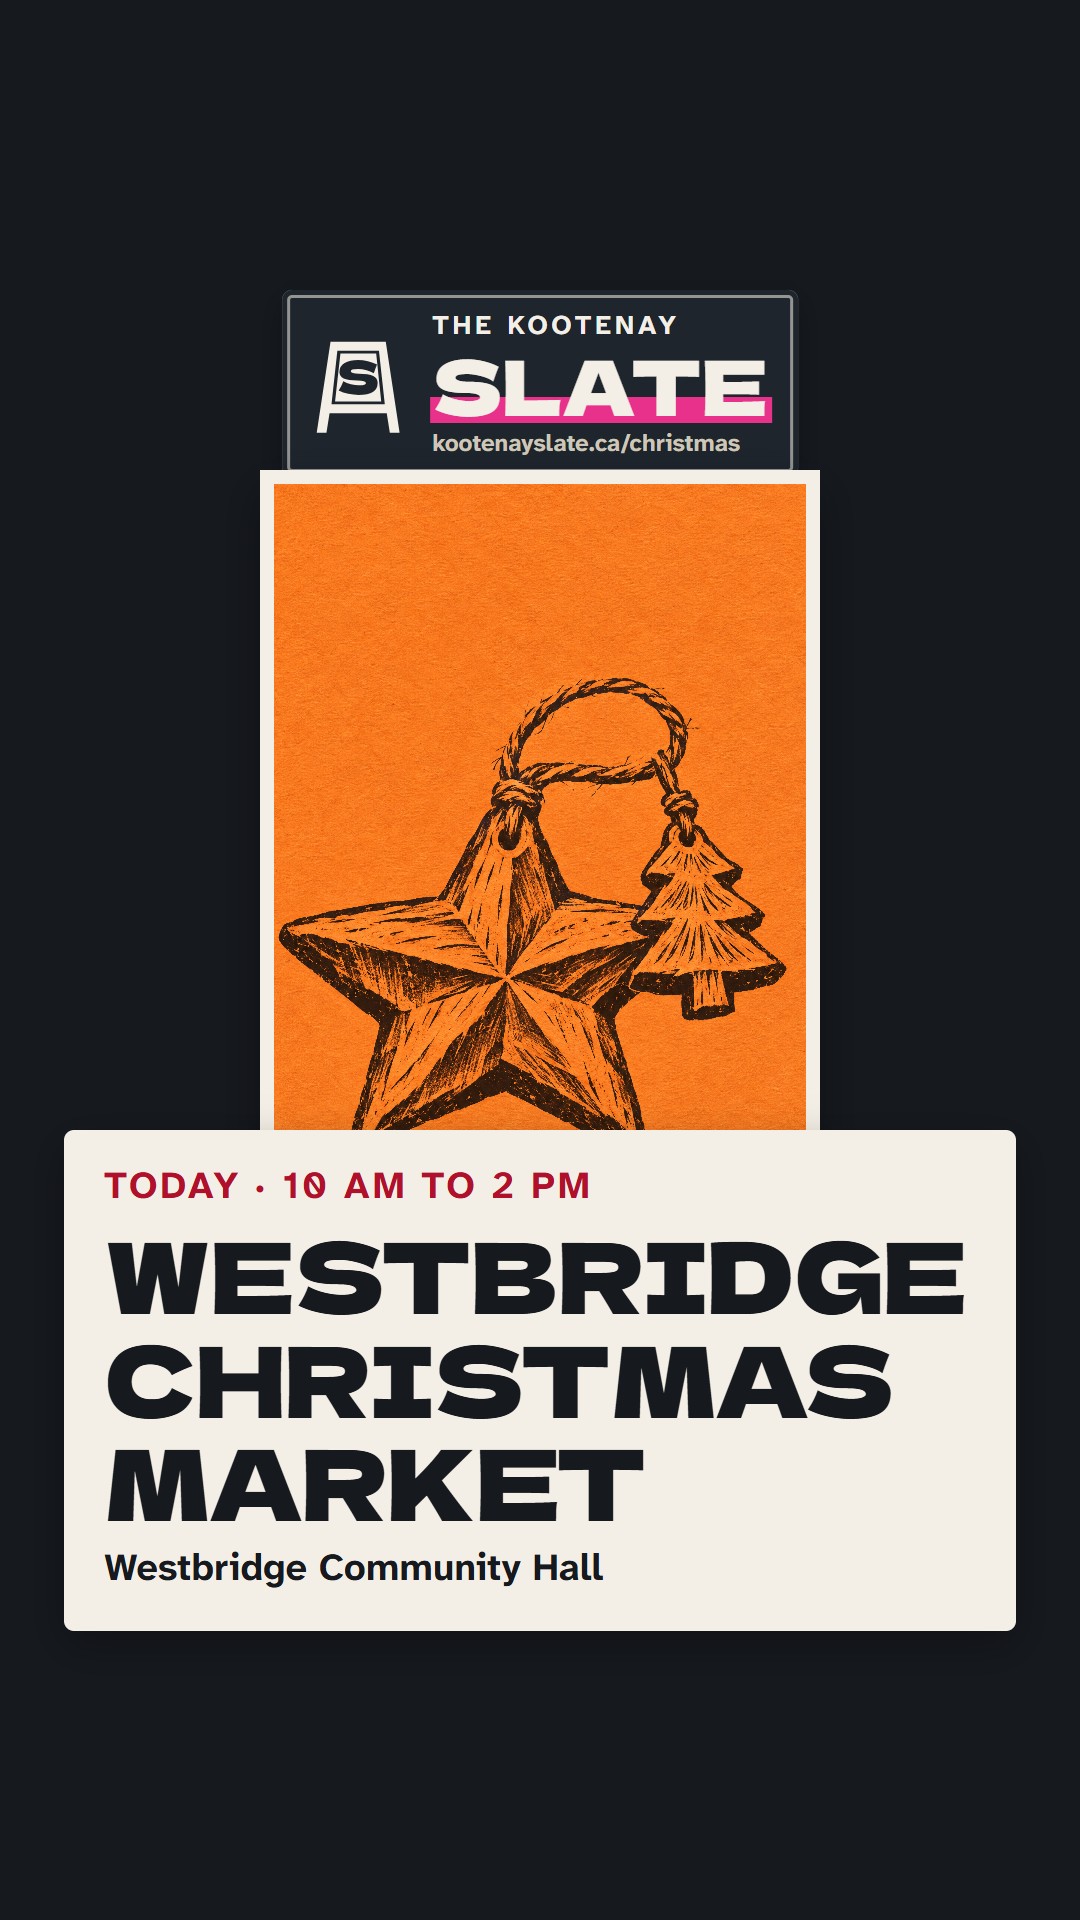 THE KOOTENAY
S
SLATE
kootenayslate.ca/christmas
TODAY · 10 AM TO 2 PM
WESTBRIDGE
CHRISTMAS
MARKET
Westbridge Community Hall